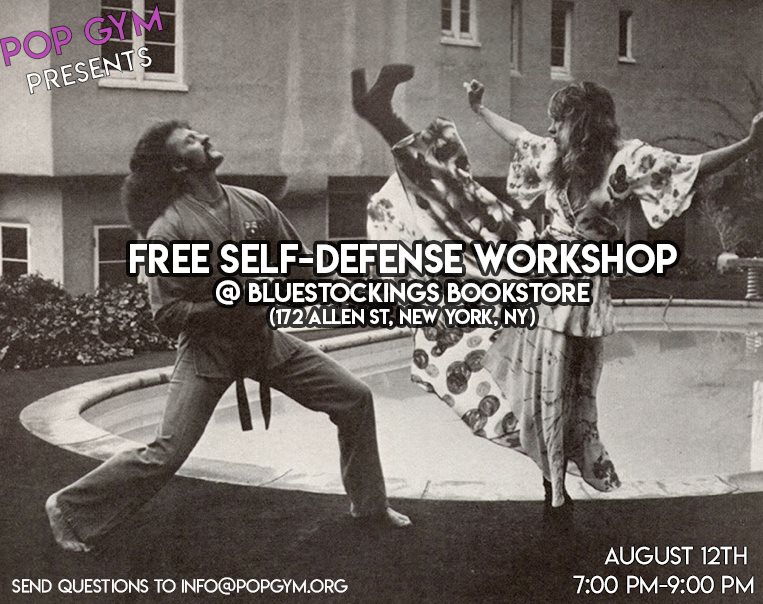 POP GYM
PRESENTS
FREE SELF-DEFENSE WORKSHOP
@ BLUESTOCKINGS BOOKSTORE
(172 ALLEN ST, NEW YORK, NY)
AUGUST 12TH
SEND QUESTIONS TO INFO@POPGYM.ORG
7:00 PM-9:00 PM